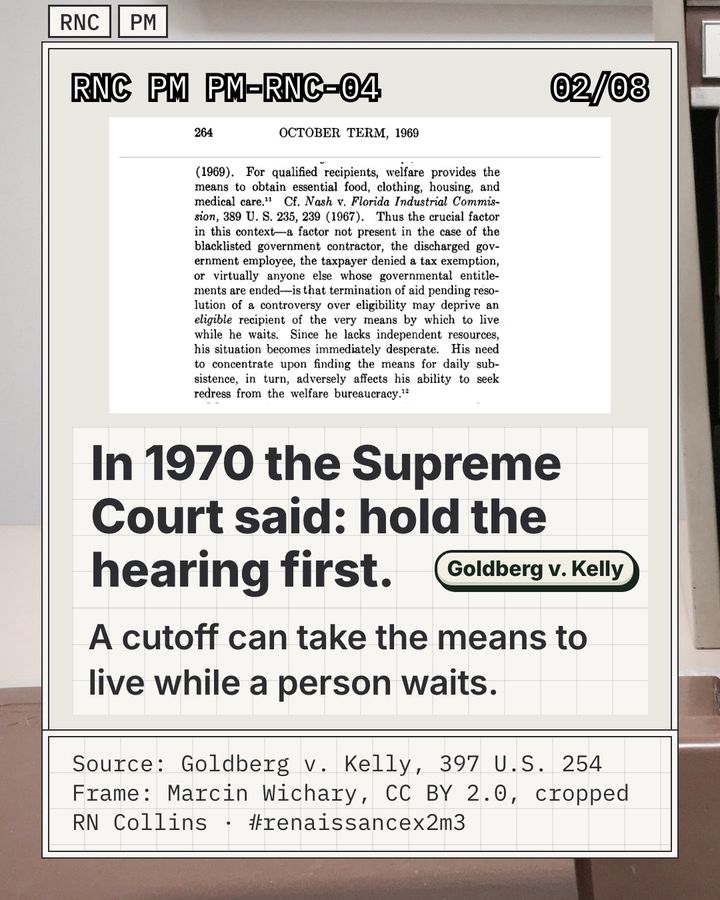 RNC PM
RNC PM PM-RNC-04 02/08
264 OCTOBER TERM, 1969
(1969). For qualified recipients, welfare provides the
means to obtain essential food, clothing, housing, and
medical care.¹¹ Cf. Nash v. Florida Industrial Commis-
sion, 389 U. S. 235, 239 (1967). Thus the crucial factor
in this context—a factor not present in the case of the
blacklisted government contractor, the discharged gov-
ernment employee, the taxpayer denied a tax exemption,
or virtually anyone else whose governmental entitle-
ments are ended—is that termination of aid pending reso-
lution of a controversy over eligibility may deprive an
eligible recipient of the very means by which to live
while he waits. Since he lacks independent resources,
his situation becomes immediately desperate. His need
to concentrate upon finding the means for daily sub-
sistence, in turn, adversely affects his ability to seek
redress from the welfare bureaucracy.¹²
In 1970 the Supreme
Court said: hold the
hearing first.
Goldberg v. Kelly
A cutoff can take the means to
live while a person waits.
Source: Goldberg v. Kelly, 397 U.S. 254
Frame: Marcin Wichary, CC BY 2.0, cropped
RN Collins · #renaissancex2m3